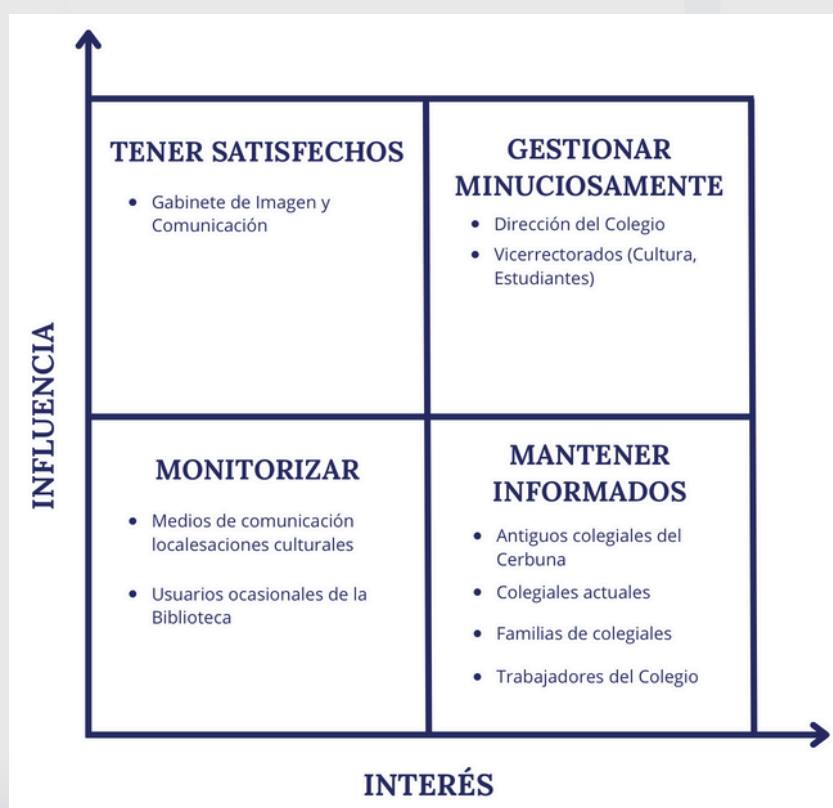 TENER SATISFECHOS
• Gabinete de Imagen y
Comunicación
GESTIONAR
MINUCIOSAMENTE
• Dirección del Colegio
• Vicerrectorados (Cultura,
Estudiantes)
INFLUENCIA
MONITORIZAR
• Medios de comunicación
localesaciones culturales
• Usuarios ocasionales de la
Biblioteca
MANTENER
INFORMADOS
• Antiguos colegiales del
Cerbuna
• Colegiales actuales
• Familias de colegiales
• Trabajadores del Colegio
INTERÉS